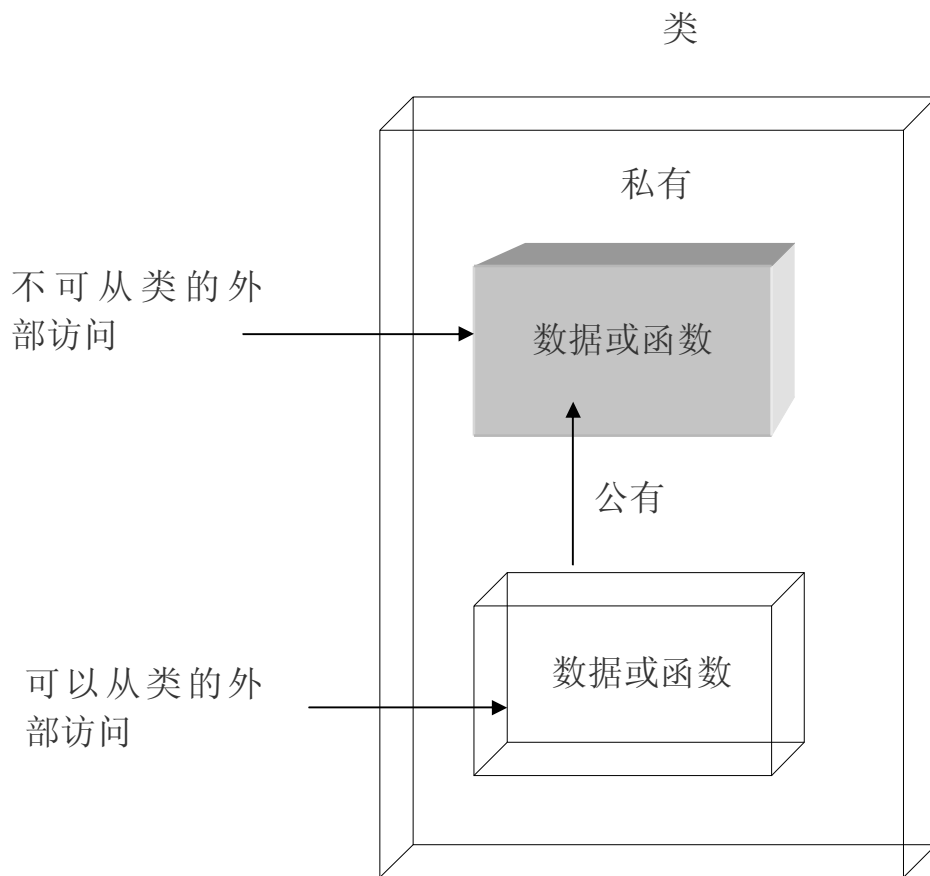 类
私有
不可从类的外
部访问
数据或函数
公有
数据或函数
可以从类的外
部访问